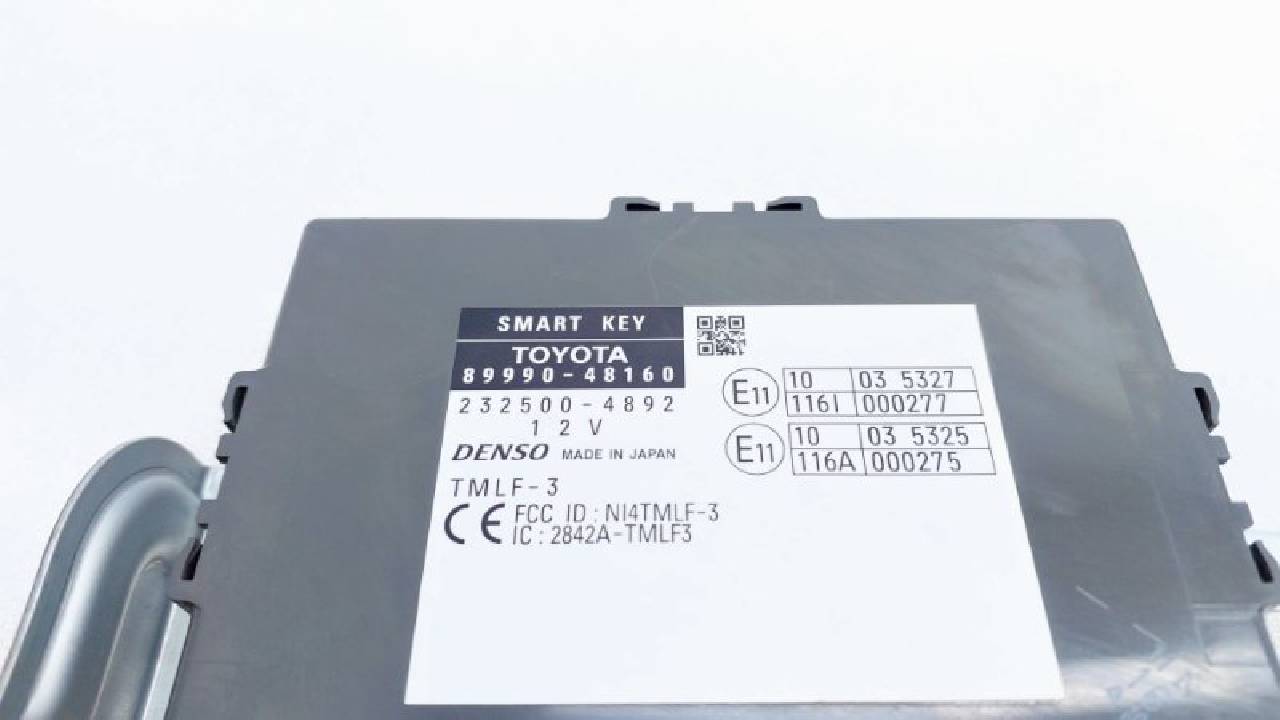 SMART KEY
TOYOTA
89990-48160
232500-4892
12V
DENSO MADE IN JAPAN
TMLF-3
CE FCC ID : NI4TMLF-3
IC : 2842A-TMLF3
E11 10 03 5327
116I 000277
E11 10 03 5325
116A 000275